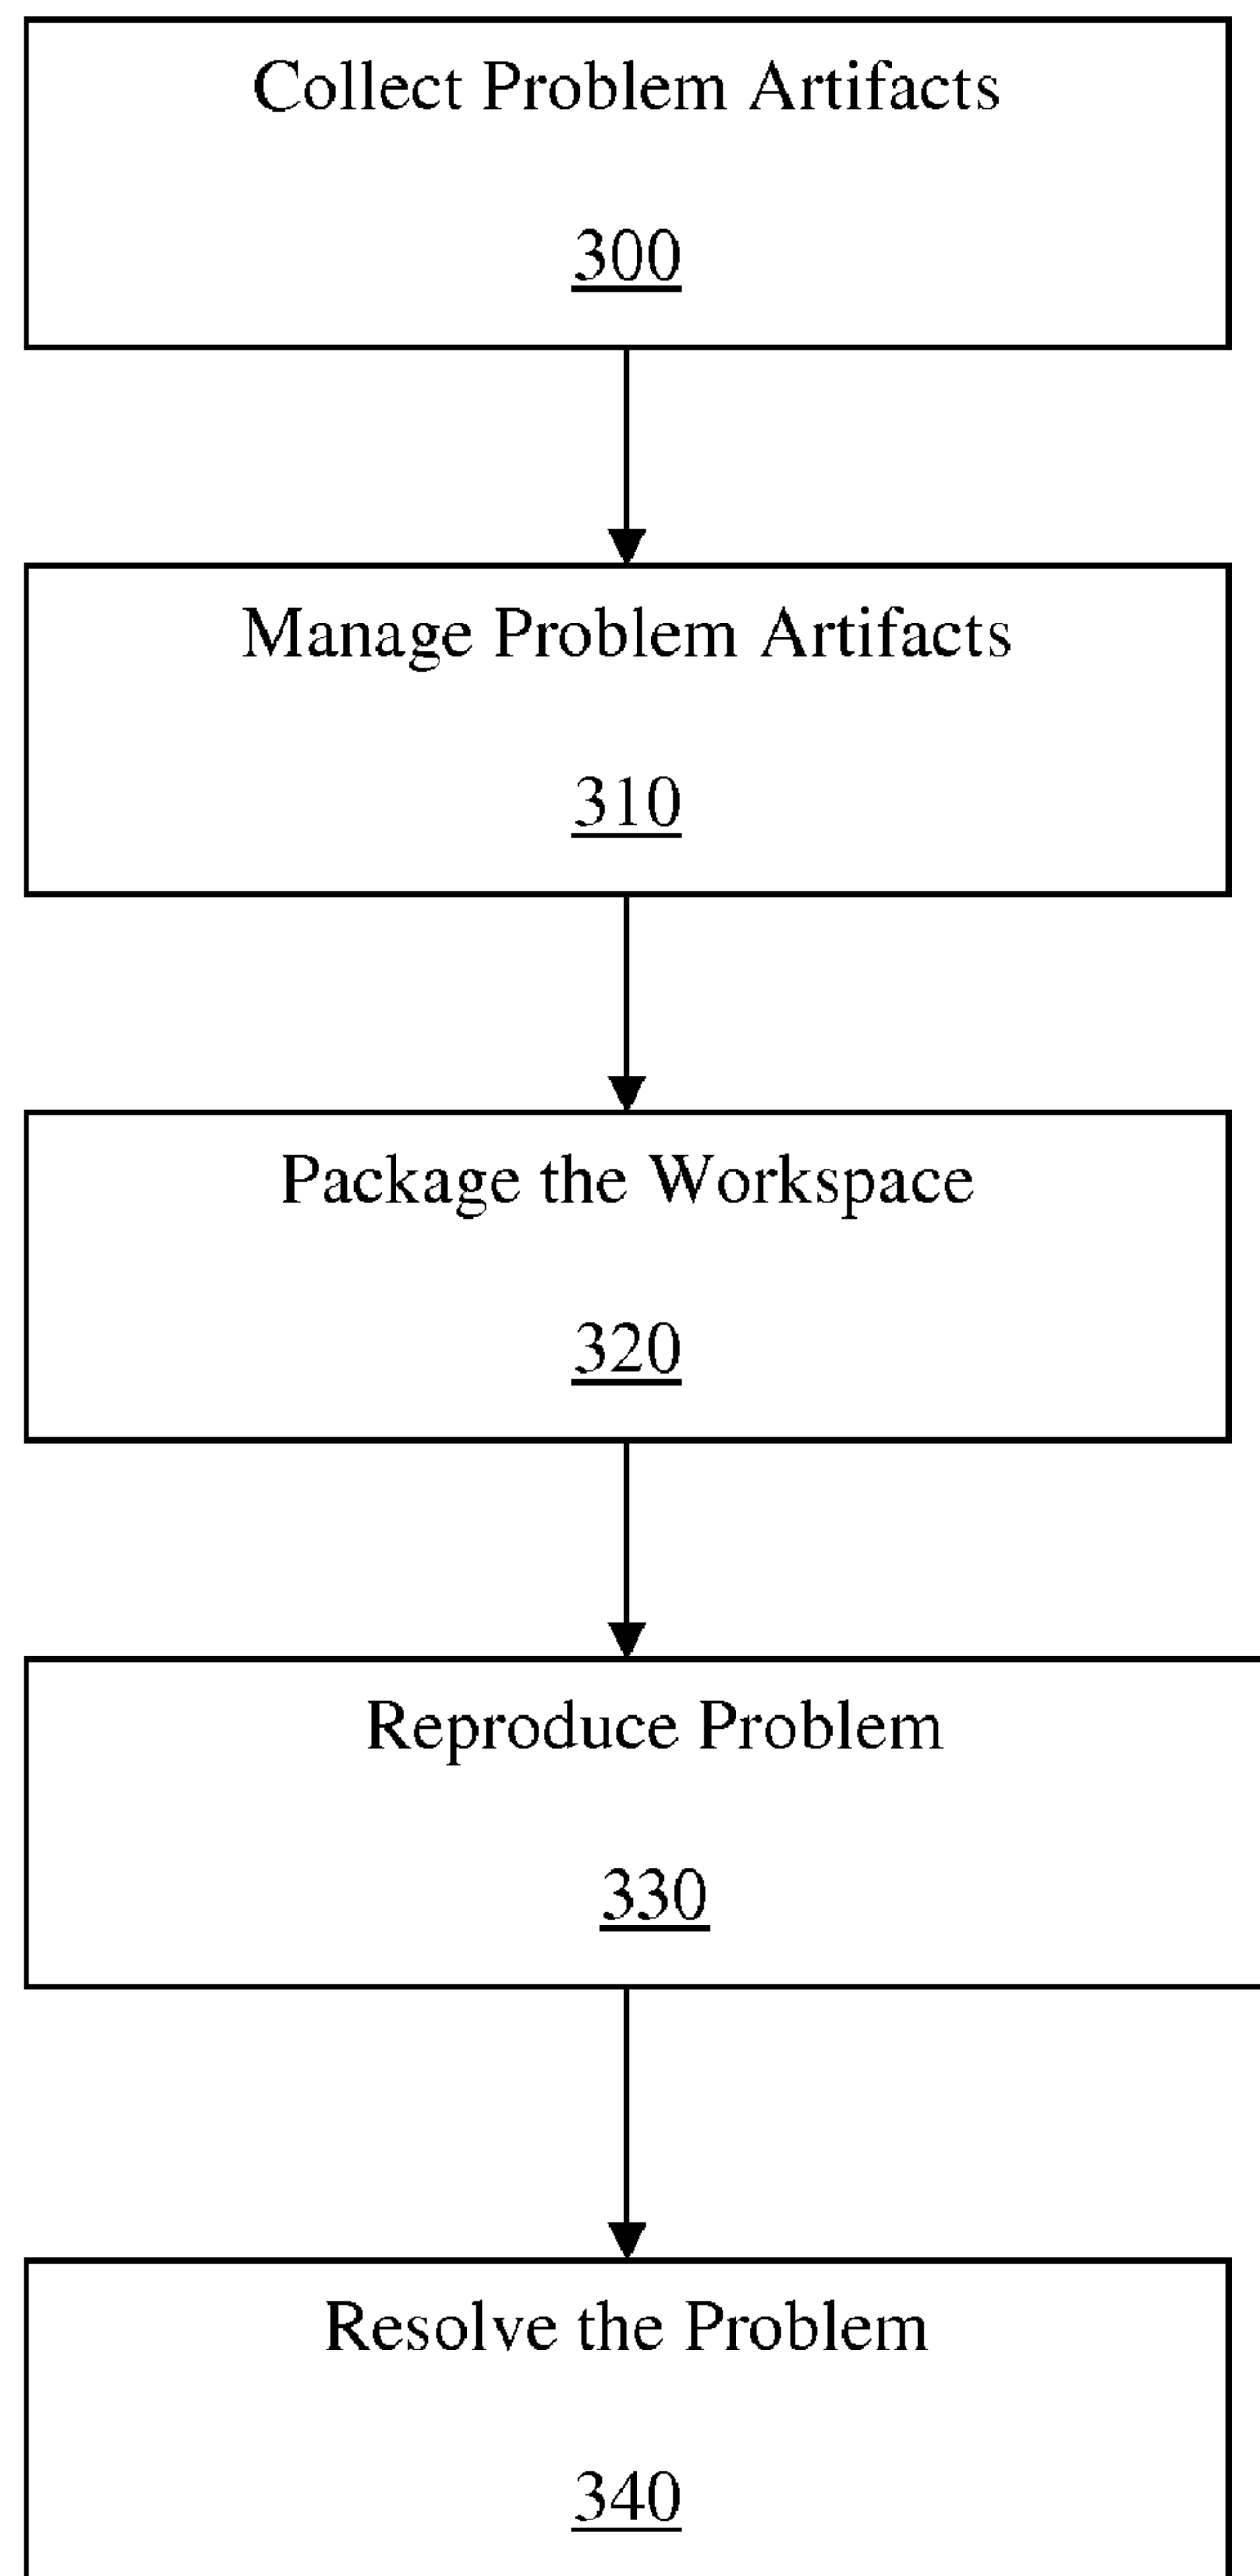 Collect Problem Artifacts
300
Manage Problem Artifacts
310
Package the Workspace
320
Reproduce Problem
330
Resolve the Problem
340